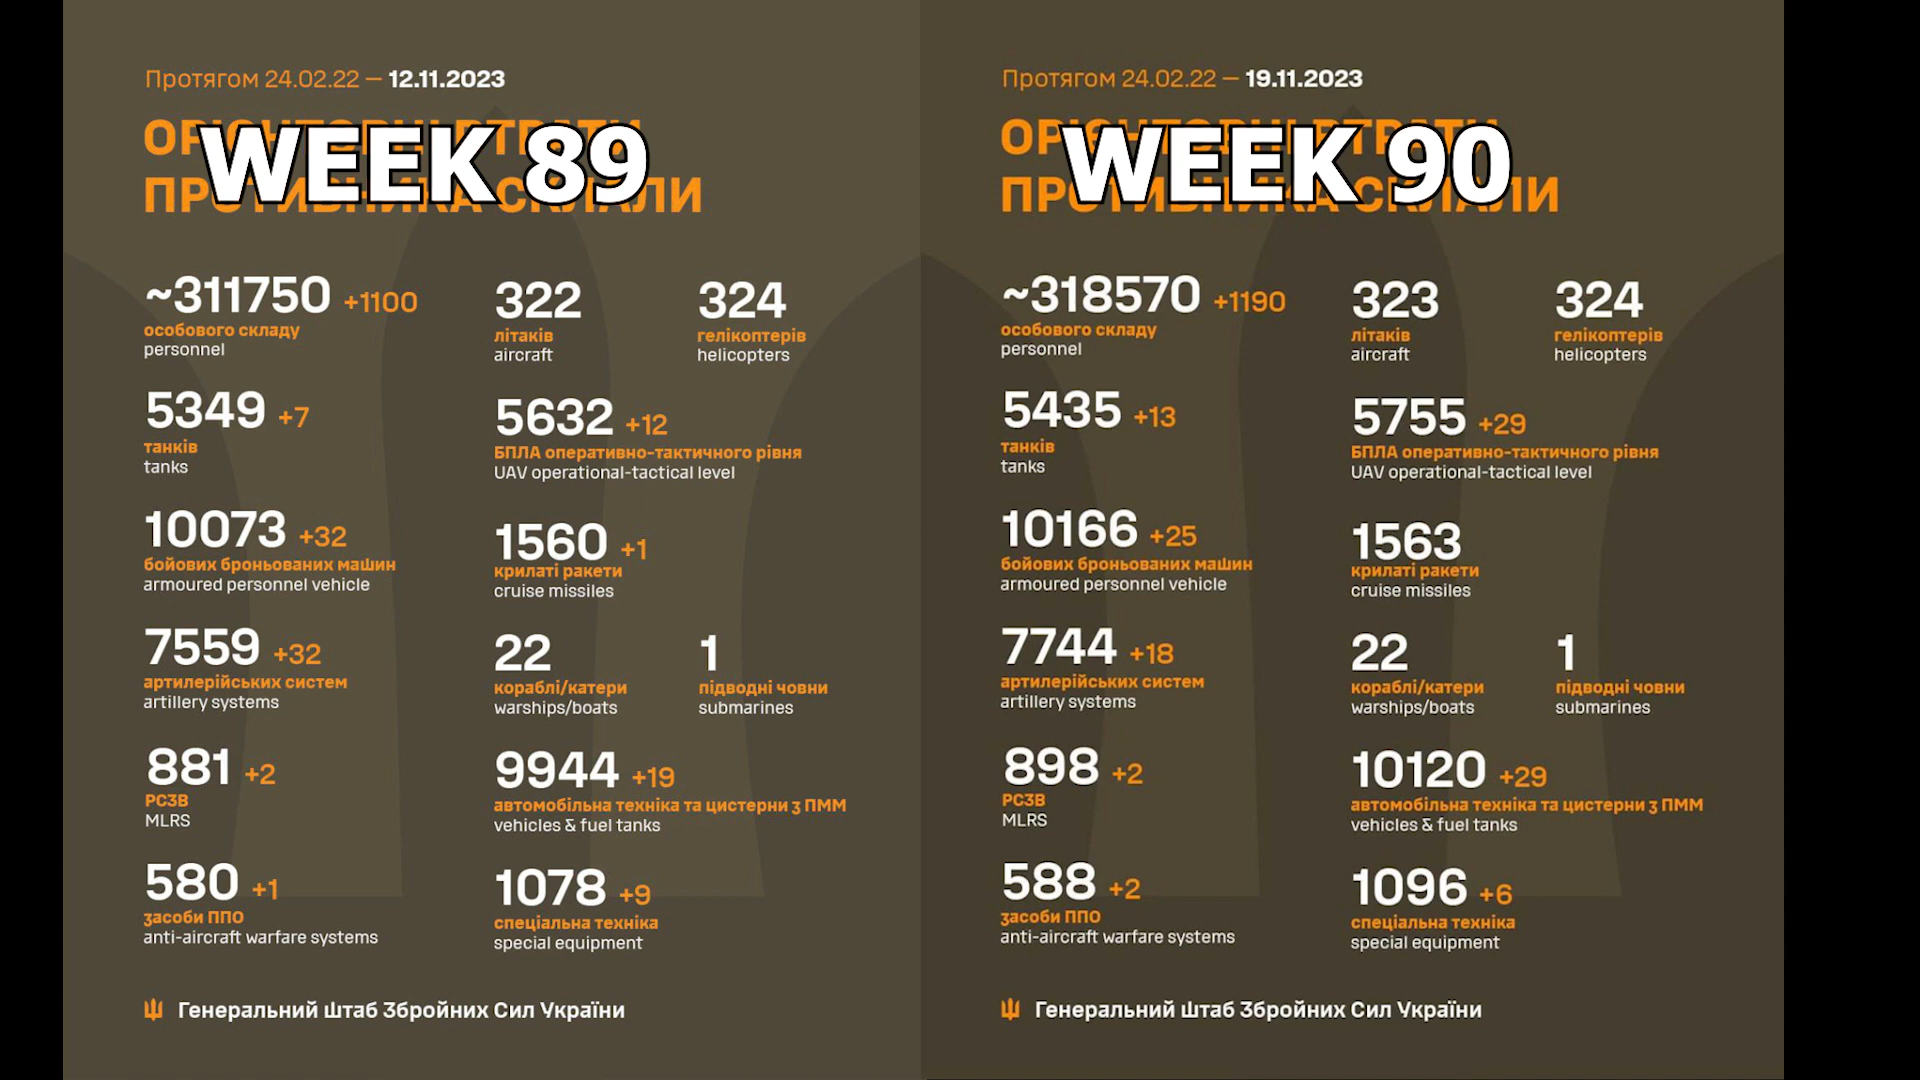 Протягом 24.02.22 — 12.11.2023
WEEK 89
ПРОТИВНИКА СКЛАЛИ
~311750 +1100
особового складу
personnel
322
літаків
aircraft
324
гелікоптерів
helicopters
5349 +7
танків
tanks
5632 +12
БПЛА оперативно-тактичного рівня
UAV operational-tactical level
10073 +32
бойових броньованих машин
armoured personnel vehicle
1560 +1
крилаті ракети
cruise missiles
7559 +32
артилерійських систем
artillery systems
22
кораблі/катери
warships/boats
1
підводні човни
submarines
881 +2
РСЗВ
MLRS
9944 +19
автомобільна техніка та цистерни з ПММ
vehicles & fuel tanks
580 +1
засоби ППО
anti-aircraft warfare systems
1078 +9
спеціальна техніка
special equipment
Генеральний штаб Збройних Сил України
Протягом 24.02.22 — 19.11.2023
WEEK 90
ПРОТИВНИКА СКЛАЛИ
~318570 +1190
особового складу
personnel
323
літаків
aircraft
324
гелікоптерів
helicopters
5435 +13
танків
tanks
5755 +29
БПЛА оперативно-тактичного рівня
UAV operational-tactical level
10166 +25
бойових броньованих машин
armoured personnel vehicle
1563
крилаті ракети
cruise missiles
7744 +18
артилерійських систем
artillery systems
22
кораблі/катери
warships/boats
1
підводні човни
submarines
898 +2
РСЗВ
MLRS
10120 +29
автомобільна техніка та цистерни з ПММ
vehicles & fuel tanks
588 +2
засоби ППО
anti-aircraft warfare systems
1096 +6
спеціальна техніка
special equipment
Генеральний штаб Збройних Сил України